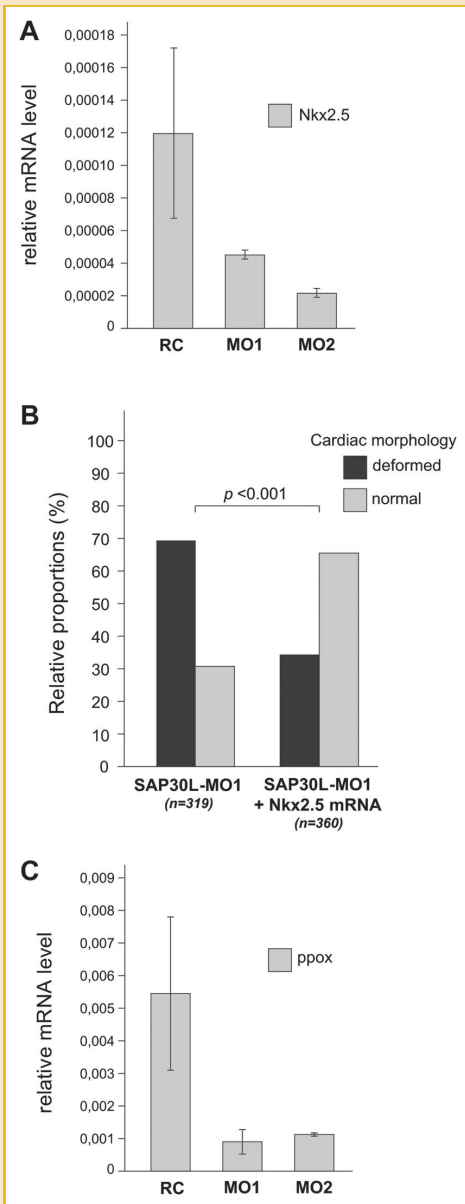 A
0,00018
0,00016
0,00014
0,00012
0,00010
0,00008
0,00006
0,00004
0,00002
0
relative mRNA level
Nkx2.5
RC MO1 MO2
B
Cardiac morphology
deformed
normal
p <0.001
100
90
80
70
60
50
40
30
20
10
0
Relative proportions (%)
SAP30L-MO1
(n=319)
SAP30L-MO1
+ Nkx2.5 mRNA
(n=360)
C
0,009
0,008
0,007
0,006
0,005
0,004
0,003
0,002
0,001
0
relative mRNA level
ppox
RC MO1 MO2